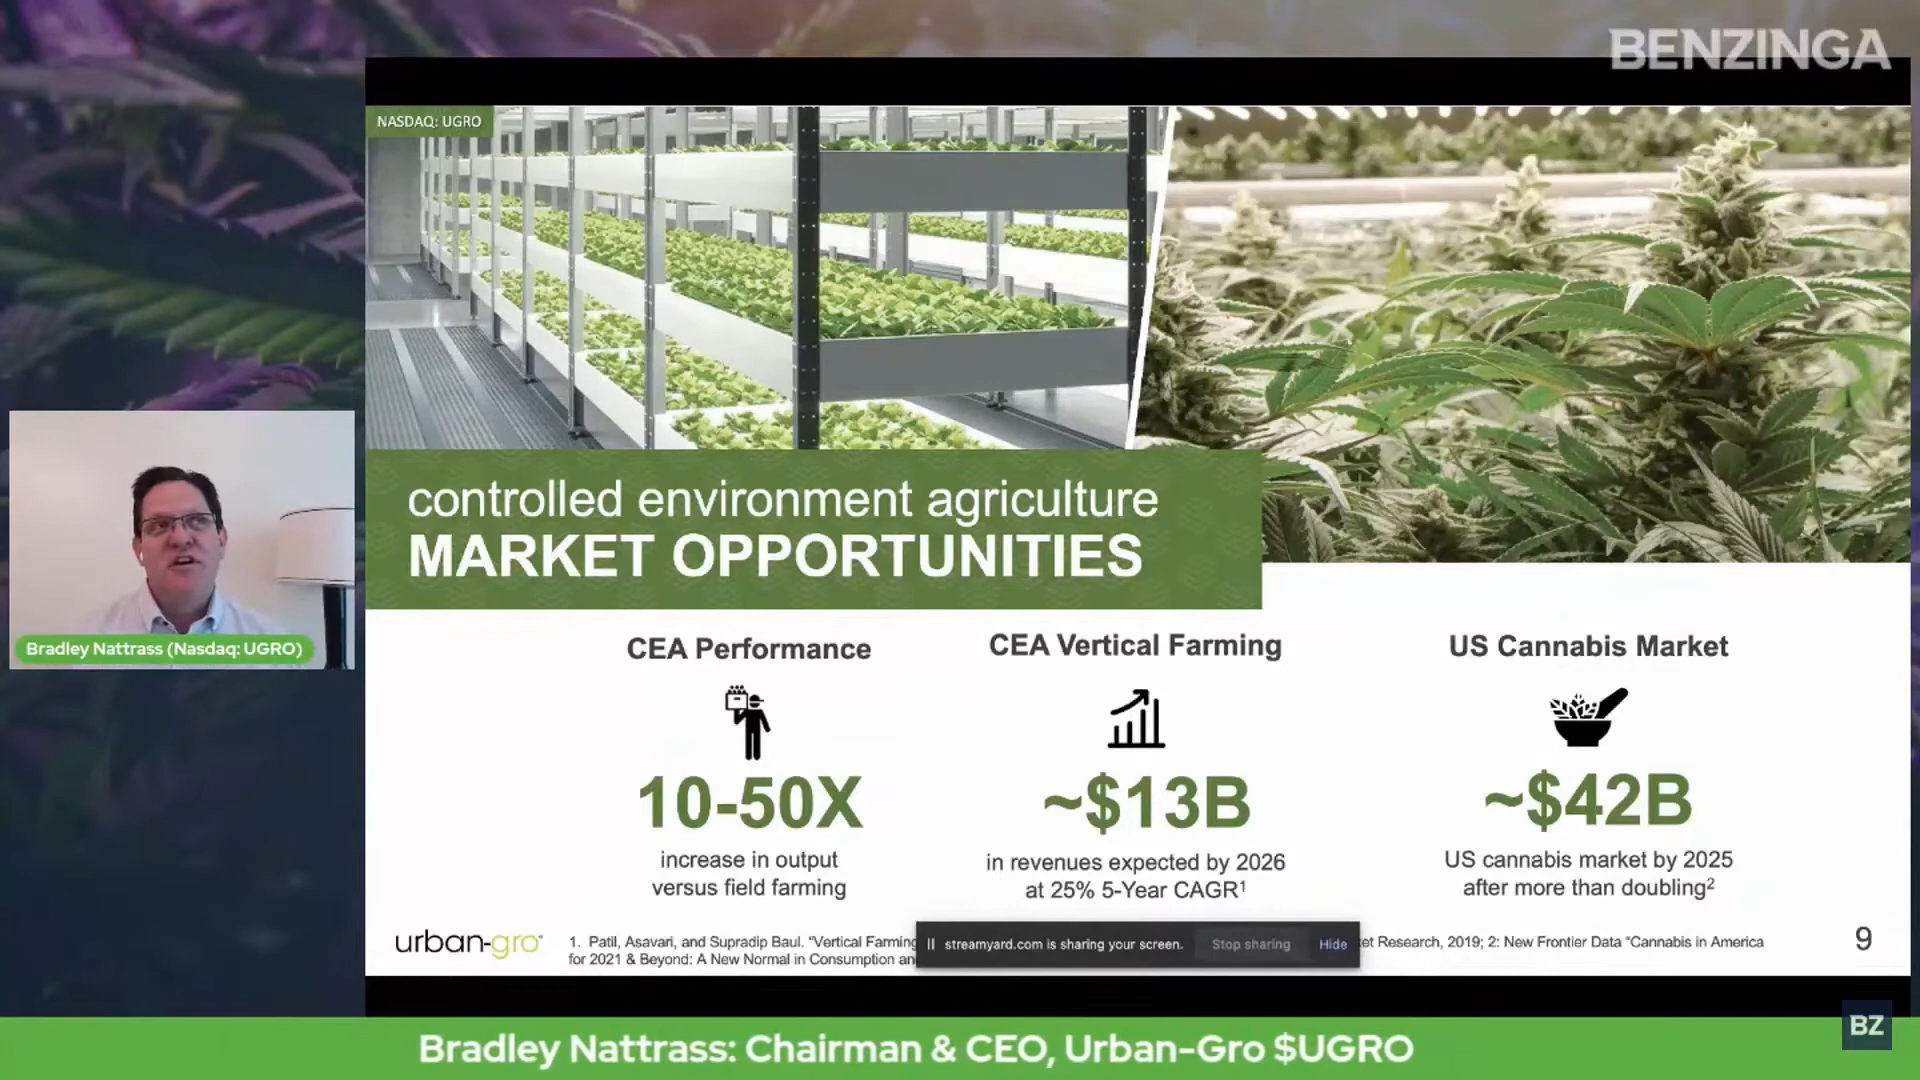 BENZINGA
NASDAQ: UGRO
controlled environment agriculture
MARKET OPPORTUNITIES
Bradley Nattrass (Nasdaq: UGRO)
CEA Performance
10-50X
increase in output
versus field farming
CEA Vertical Farming
~$13B
in revenues expected by 2026
at 25% 5-Year CAGR¹
US Cannabis Market
~$42B
US cannabis market by 2025
after more than doubling²
urban-gro
1. Patil, Asavari, and Supradip Baul. “Vertical Farming
et Research, 2019; 2: New Frontier Data “Cannabis in America
for 2021 & Beyond: A New Normal in Consumption an
streamyard.com is sharing your screen. Stop sharing Hide
9
BZ
Bradley Nattrass: Chairman & CEO, Urban-Gro $UGRO